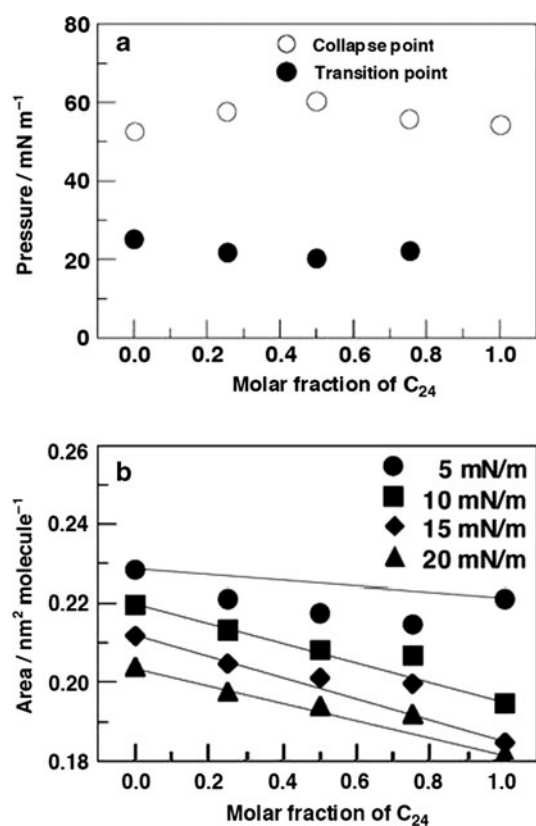 a
Collapse point
Transition point
80
60
40
20
0
Pressure / mN m⁻¹
0.0 0.2 0.4 0.6 0.8 1.0
Molar fraction of C₂₄
b
5 mN/m
10 mN/m
15 mN/m
20 mN/m
0.26
0.24
0.22
0.20
0.18
Area / nm² molecule⁻¹
0.0 0.2 0.4 0.6 0.8 1.0
Molar fraction of C₂₄